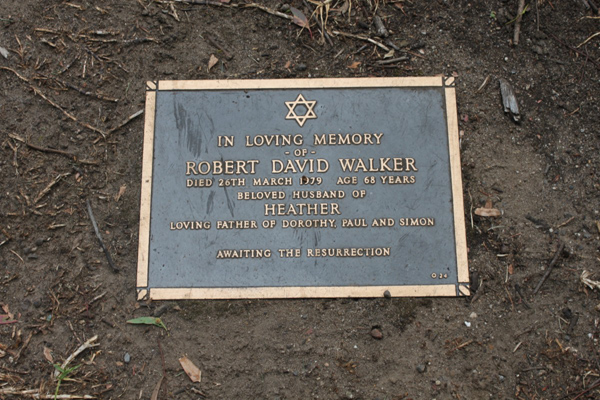 IN LOVING MEMORY
- OF -
ROBERT DAVID WALKER
DIED 26TH MARCH 1979 AGE 68 YEARS
BELOVED HUSBAND OF
HEATHER
LOVING FATHER OF DOROTHY, PAUL AND SIMON
AWAITING THE RESURRECTION
O 24